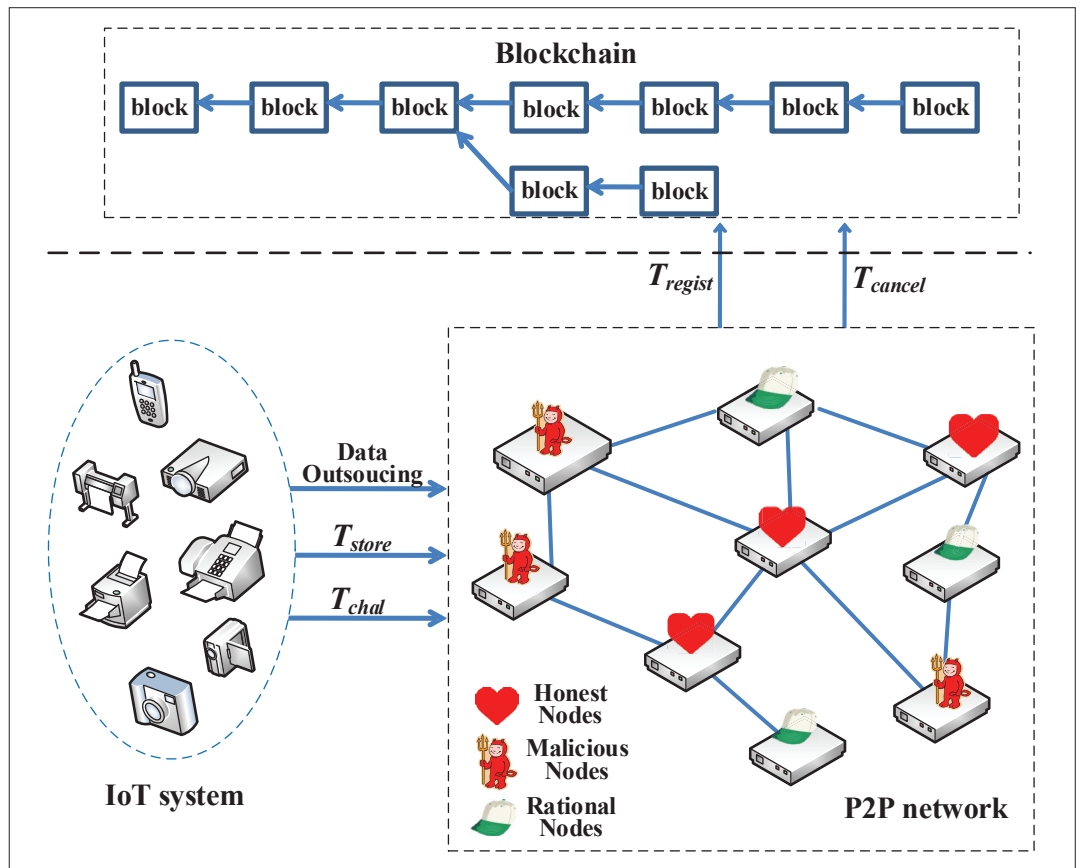 Blockchain
block block block block block block block
block block
T_regist
T_cancel
Data
Outsoucing
T_store
T_chal
Honest
Nodes
Malicious
Nodes
Rational
Nodes
IoT system
P2P network